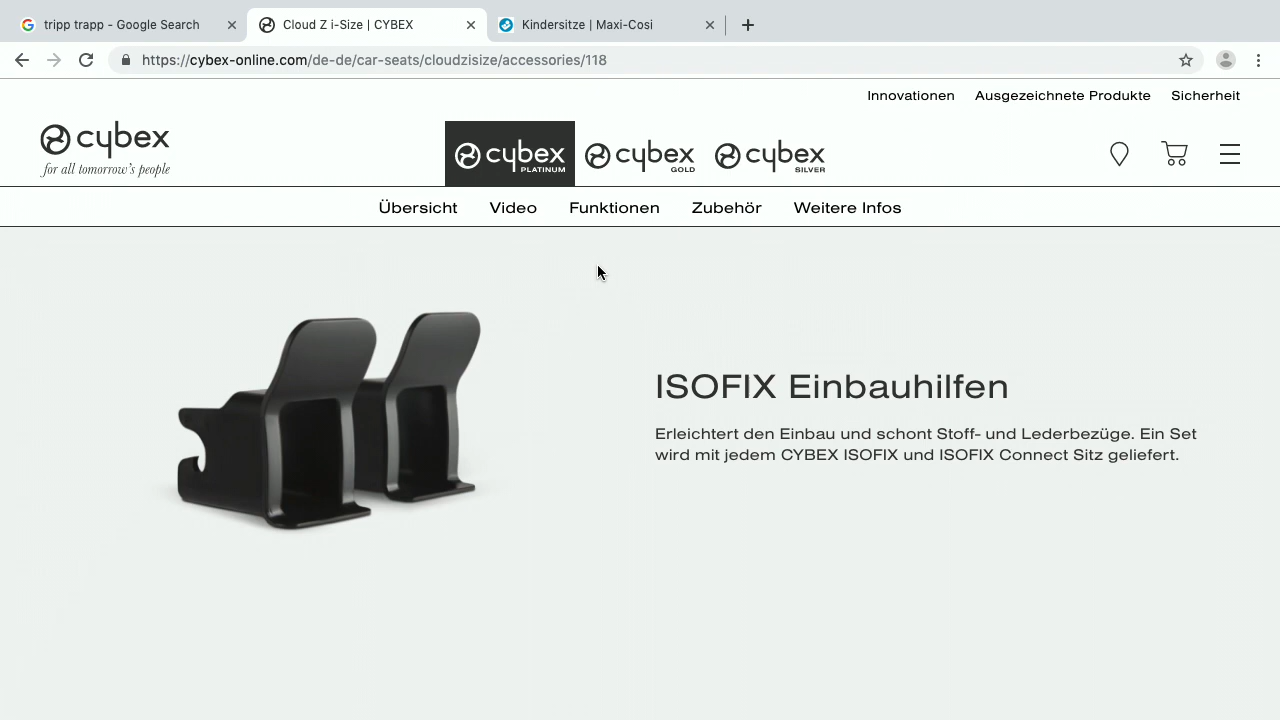 tripp trapp - Google Search
Cloud Z i-Size | CYBEX
Kindersitze | Maxi-Cosi
https://cybex-online.com/de-de/car-seats/cloudzisize/accessories/118
Innovationen Ausgezeichnete Produkte Sicherheit
cybex
for all tomorrow's people
cybex PLATINUM
cybex GOLD
cybex SILVER
Übersicht Video Funktionen Zubehör Weitere Infos
ISOFIX Einbauhilfen
Erleichtert den Einbau und schont Stoff- und Lederbezüge. Ein Set
wird mit jedem CYBEX ISOFIX und ISOFIX Connect Sitz geliefert.